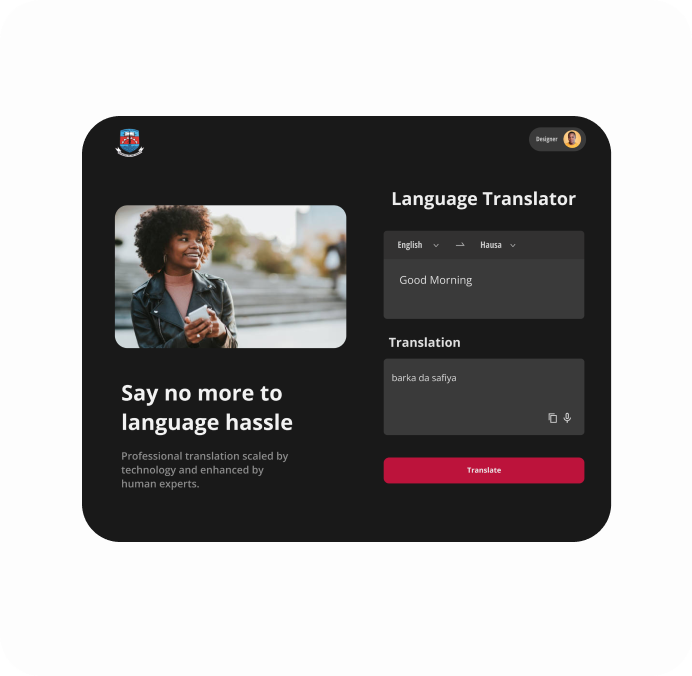 Designer
Say no more to
language hassle
Professional translation scaled by
technology and enhanced by
human experts.
Language Translator
English
Hausa
Good Morning
Translation
barka da safiya
Translate